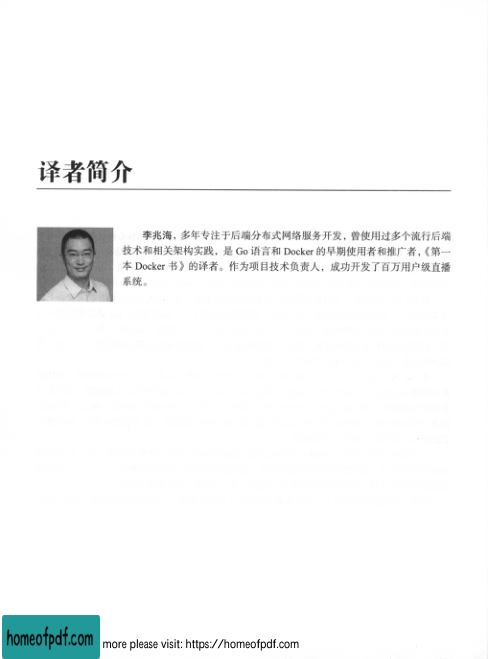 译者简介
李兆海，多年专注于后端分布式网络服务开发，曾使用过多个流行后端
技术和相关架构实践，是 Go 语言和 Docker 的早期使用者和推广者，《第一
本 Docker 书》的译者。作为项目技术负责人，成功开发了百万用户级直播
系统。
homeofpdf.com
more please visit: https://homeofpdf.com